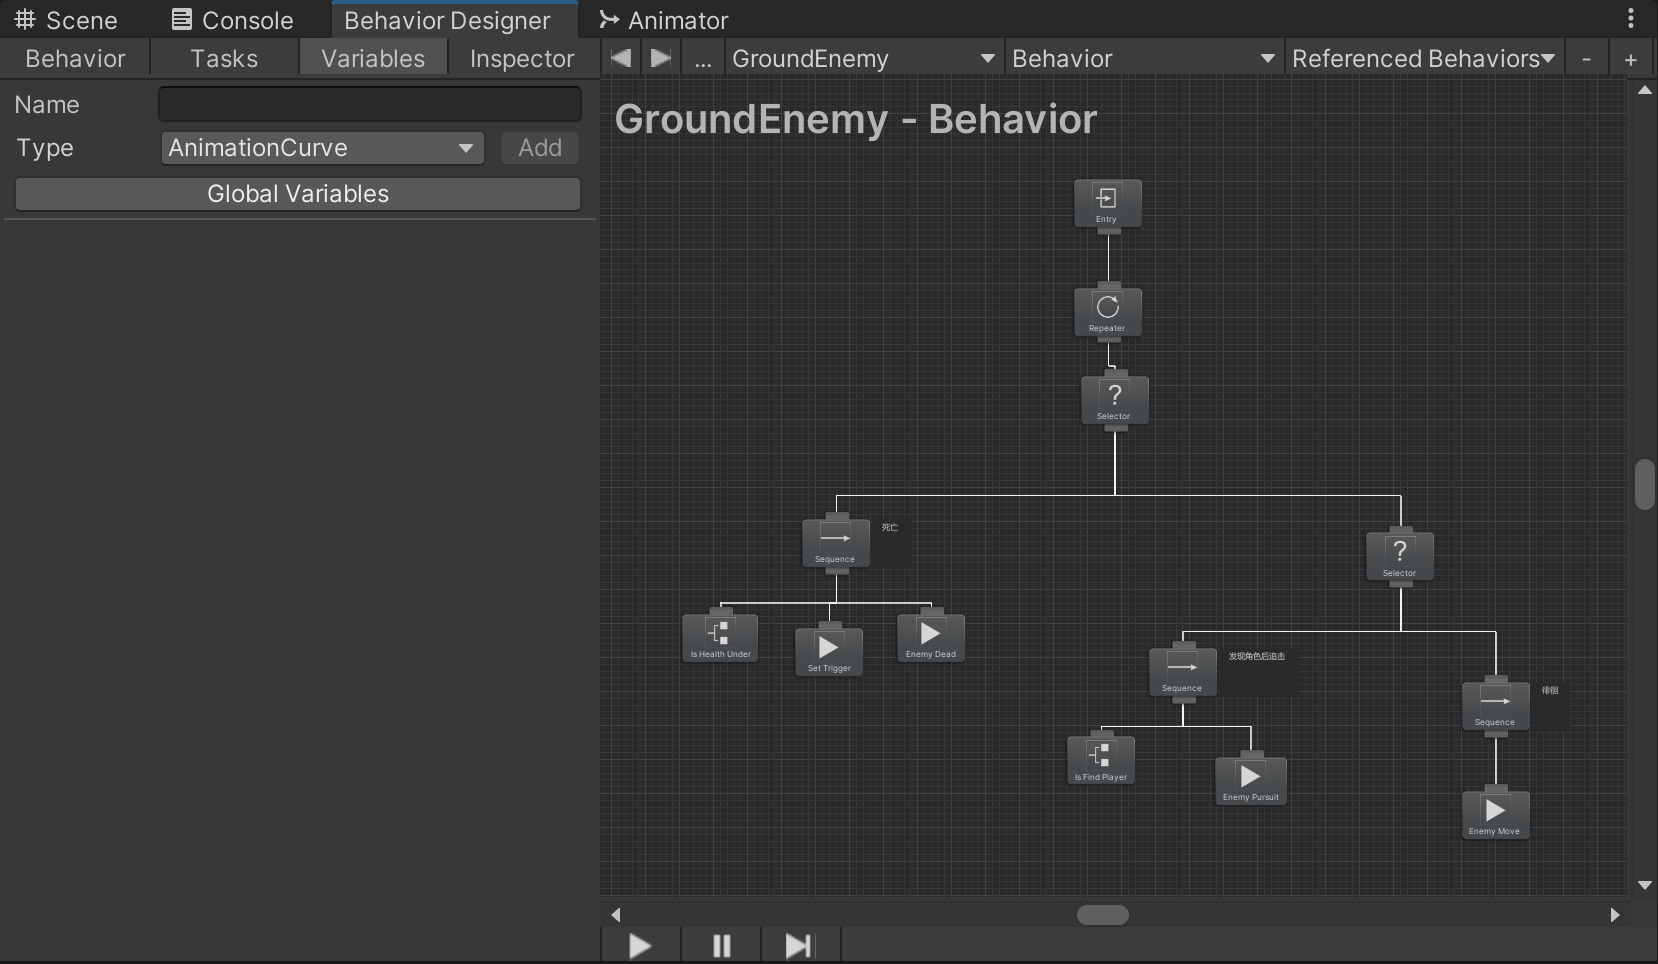 Scene
Console
Behavior Designer
Animator
Behavior
Tasks
Variables
Inspector
...
GroundEnemy
Behavior
Referenced Behaviors
-
+
Name
Type
AnimationCurve
Add
Global Variables
GroundEnemy - Behavior
Entry
Repeater
?
Selector
死亡
Sequence
?
Selector
Is Health Under
Set Trigger
Enemy Dead
发现角色后追击
Sequence
徘徊
Sequence
Is Find Player
Enemy Pursuit
Enemy Move